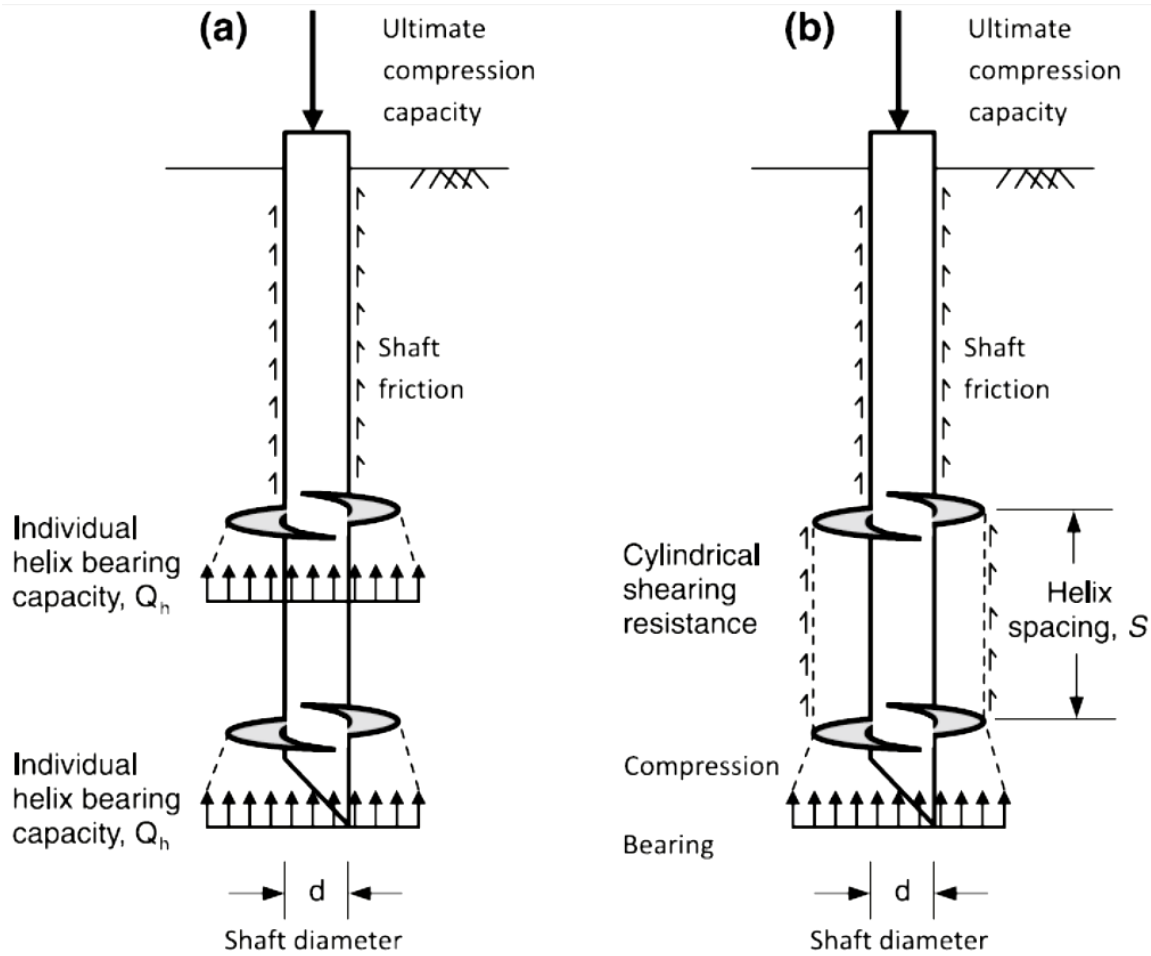 (a)
Ultimate
compression
capacity
Shaft
friction
Individual
helix bearing
capacity, Qₕ
Individual
helix bearing
capacity, Qₕ
d
Shaft diameter
(b)
Ultimate
compression
capacity
Shaft
friction
Cylindrical
shearing
resistance
Helix
spacing, S
Compression
Bearing
d
Shaft diameter